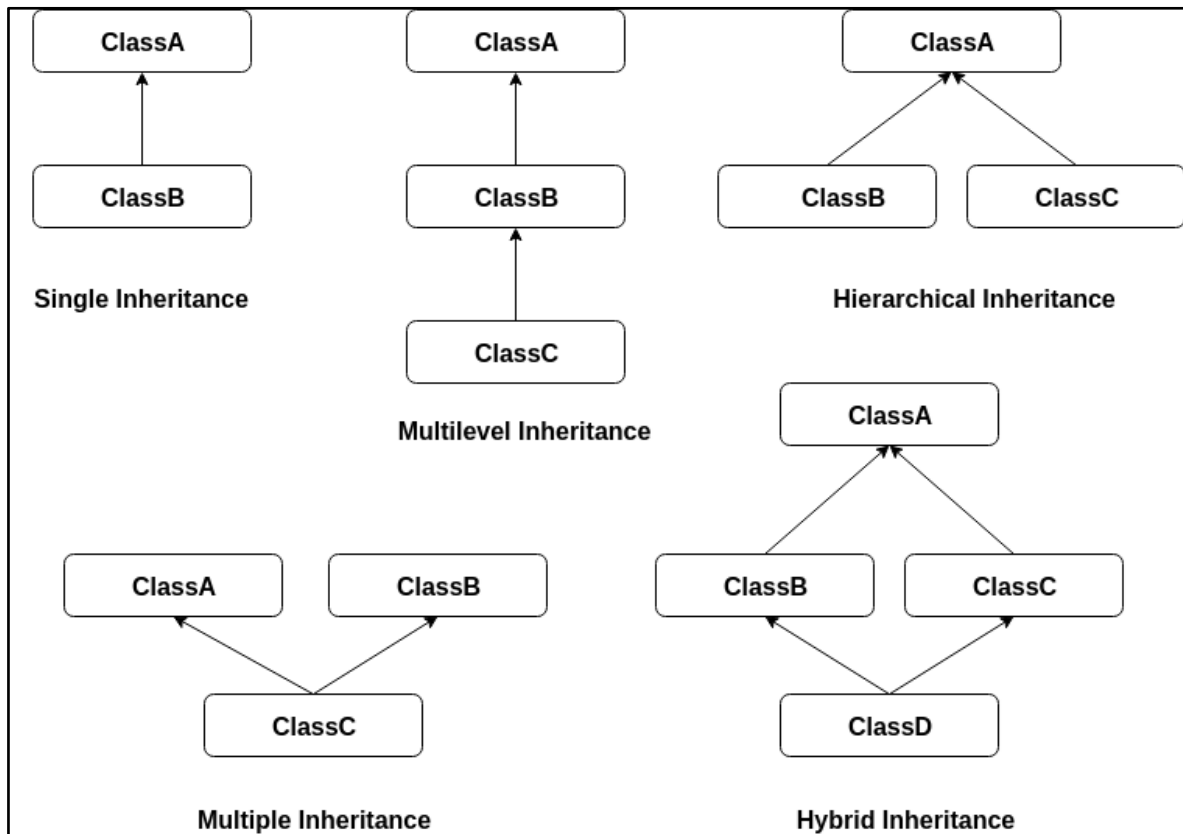 ClassA
ClassB
Single Inheritance
ClassA
ClassB
ClassC
Multilevel Inheritance
ClassA
ClassB
ClassC
Hierarchical Inheritance
ClassA
ClassB
ClassC
Multiple Inheritance
ClassA
ClassB
ClassC
ClassD
Hybrid Inheritance